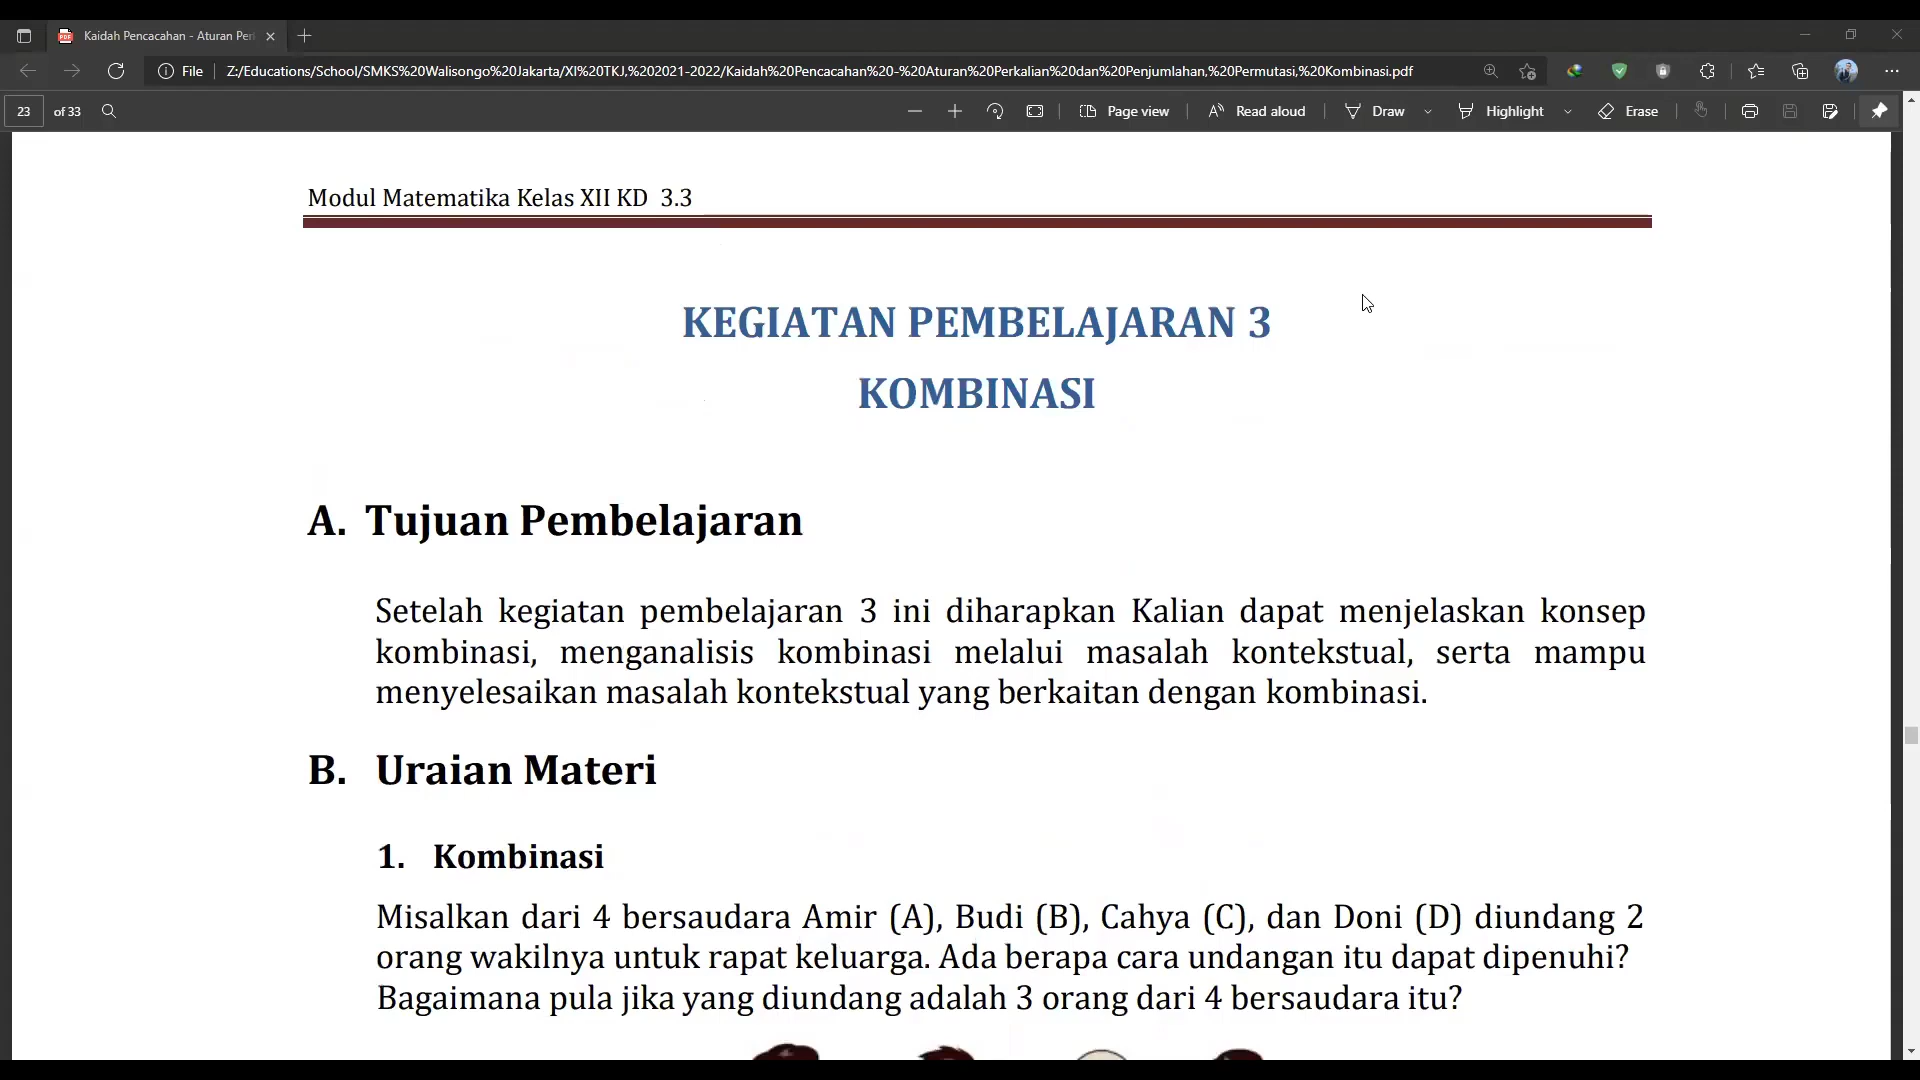 Kaidah Pencacahan - Aturan Per
File
Z:/Educations/School/SMKS%20Walisongo%20Jakarta/XI%20TKJ,%202021-2022/Kaidah%20Pencacahan%20-%20Aturan%20Perkalian%20dan%20Penjumlahan,%20Permutasi,%20Kombinasi.pdf
23 of 33
Page view
Read aloud
Draw
Highlight
Erase
Modul Matematika Kelas XII KD 3.3
KEGIATAN PEMBELAJARAN 3
KOMBINASI
A. Tujuan Pembelajaran
Setelah kegiatan pembelajaran 3 ini diharapkan Kalian dapat menjelaskan konsep
kombinasi, menganalisis kombinasi melalui masalah kontekstual, serta mampu
menyelesaikan masalah kontekstual yang berkaitan dengan kombinasi.
B. Uraian Materi
1. Kombinasi
Misalkan dari 4 bersaudara Amir (A), Budi (B), Cahya (C), dan Doni (D) diundang 2
orang wakilnya untuk rapat keluarga. Ada berapa cara undangan itu dapat dipenuhi?
Bagaimana pula jika yang diundang adalah 3 orang dari 4 bersaudara itu?